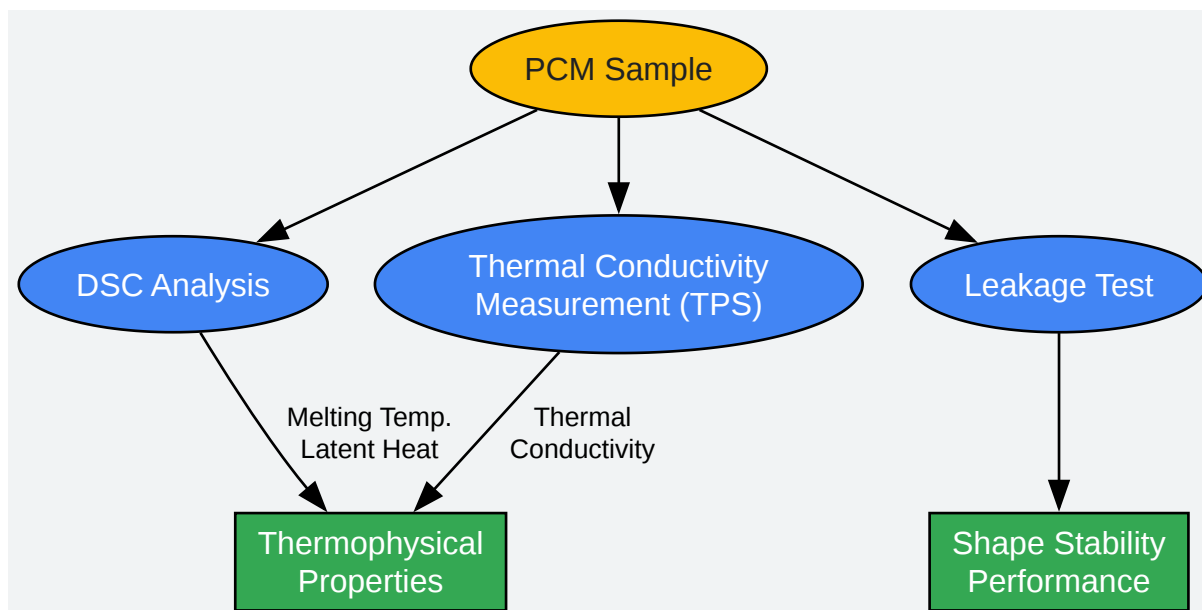 PCM Sample
DSC Analysis
Thermal Conductivity
Measurement (TPS)
Leakage Test
Melting Temp.
Latent Heat
Thermal
Conductivity
Thermophysical
Properties
Shape Stability
Performance